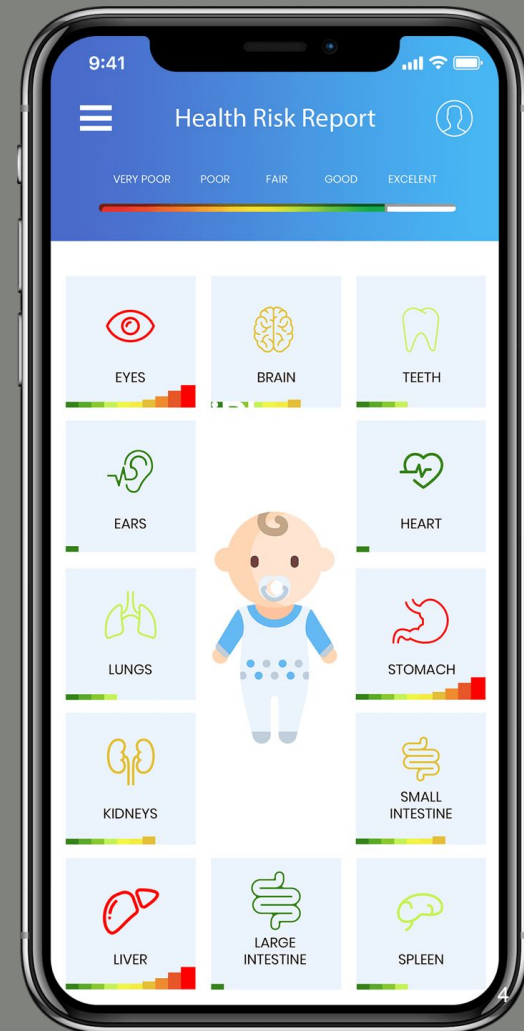 9:41
Health Risk Report
VERY POOR POOR FAIR GOOD EXCELENT
EYES BRAIN TEETH
EARS HEART
LUNGS STOMACH
KIDNEYS SMALL
INTESTINE
LIVER LARGE
INTESTINE SPLEEN
4